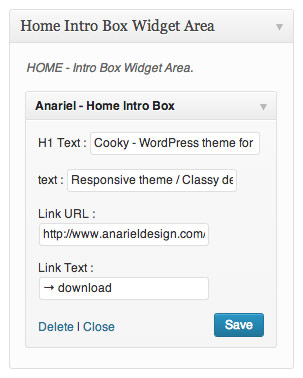 Home Intro Box Widget Area
HOME - Intro Box Widget Area.
Anariel - Home Intro Box
H1 Text : Cooky - WordPress theme for
text : Responsive theme / Classy de
Link URL :
http://www.anarieldesign.com/
Link Text :
→ download
Delete | Close Save